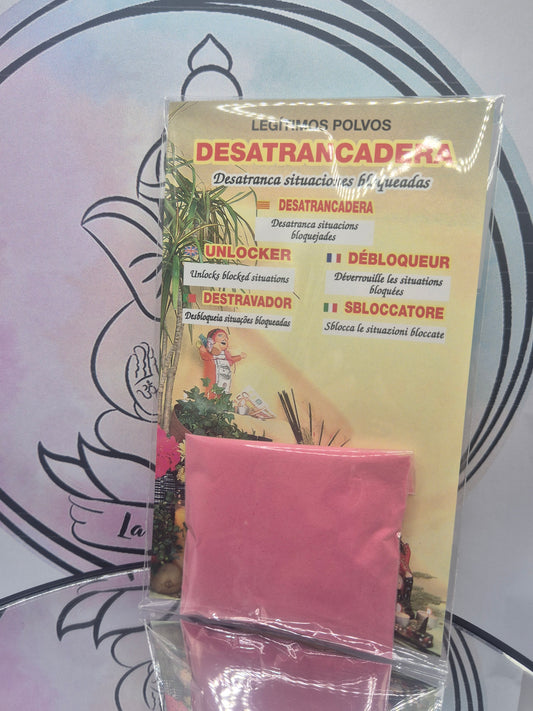 LEGÍTIMOS POLVOS
DESATRANCADERA
Desatranca situaciones bloqueadas
DESATRANCADERA
Desatranca situacions
bloquejades
UNLOCKER
Unlocks blocked situations
DÉBLOQUEUR
Déverrouille les situations
bloquées
DESTRAVADOR
Desbloqueia situações bloqueadas
SBLOCCATORE
Sblocca le situazioni bloccate
La